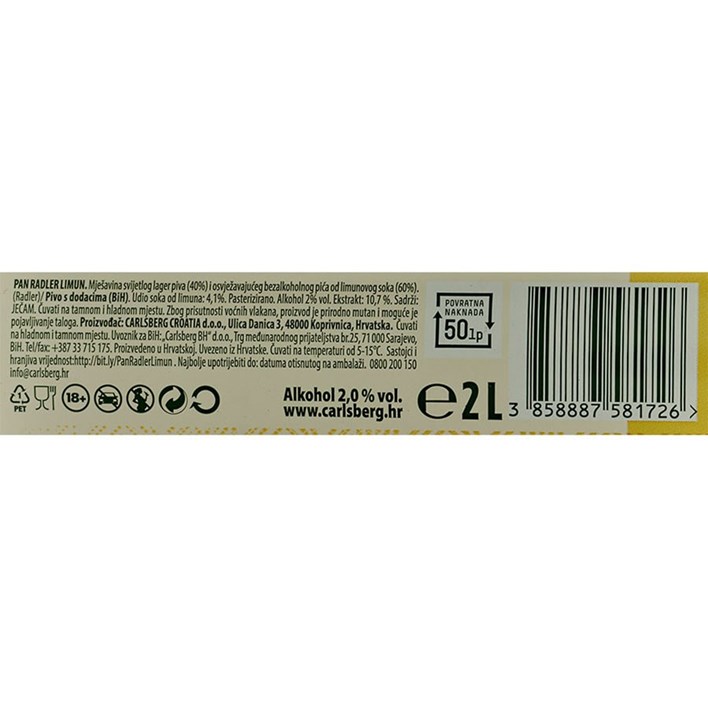 PAN RADLER LIMUN. Mješavina svijetlog lager piva (40%) i osvježavajućeg bezalkoholnog pića od limunovog soka (60%).
(Radler)/ Pivo s dodacima (BiH). Udio soka od limuna: 4,1%. Pasterizirano. Alkohol 2% vol. Ekstrakt: 10,7 %. Sadrži:
JEČAM. Čuvati na tamnom i hladnom mjestu. Zbog prisutnosti voćnih vlakana, proizvod je prirodno mutan i moguće je
pojavljivanje taloga. Proizvođač: CARLSBERG CROATIA d.o.o., Ulica Danica 3, 48000 Koprivnica, Hrvatska. Čuvati
na hladnom i tamnom mjestu. Uvoznik za BiH: „Carlsberg BH" d.o.o., Trg međunarodnog prijateljstva br.25, 71 000 Sarajevo,
BiH. Tel/fax: +387 33 715 175. Proizvedeno u Hrvatskoj. Uvezeno iz Hrvatske. Čuvati na temperaturi od 5-15°C. Sastojci i
hranjiva vrijednost:http://bit.ly/PanRadlerLimun . Najbolje upotrijebiti do: datuma otisnutog na ambalaži. 0800 200 150
info@carlsberg.hr
POVRATNA
NAKNADA
50lp
1
PET
18+
Alkohol 2,0 % vol.
www.carlsberg.hr
℮2L
3 858887 581726 >